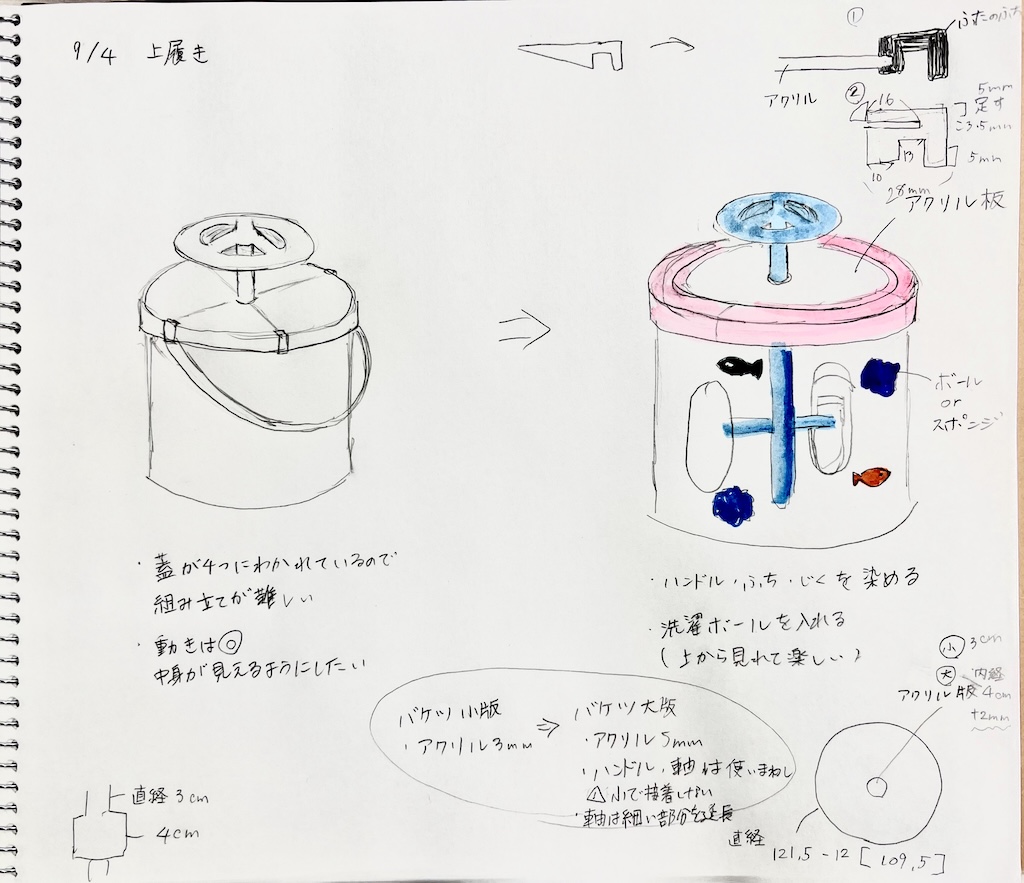 9/4 上履き
①
ふたのふち
アクリル
②
16
5mm
足す
3.5mm
13
5mm
10
28mm
アクリル板
ボール
or
スポンジ
・蓋が4つにわかれているので
組み立てが難しい
・動きは◎
中身が見えるようにしたい
・ハンドル・ふち・じくを染める
・洗濯ボールを入れる
(上から見れて楽しい)
バケツ小版
・アクリル3mm
⇒
バケツ大版
・アクリル5mm
・ハンドル、軸は使いまわし
⚠小で接着しない
・軸は細い部分を延長
小 3cm
大 内経
アクリル版 4cm
+2mm
直経
121,5-12[109,5]
直経3cm
4cm